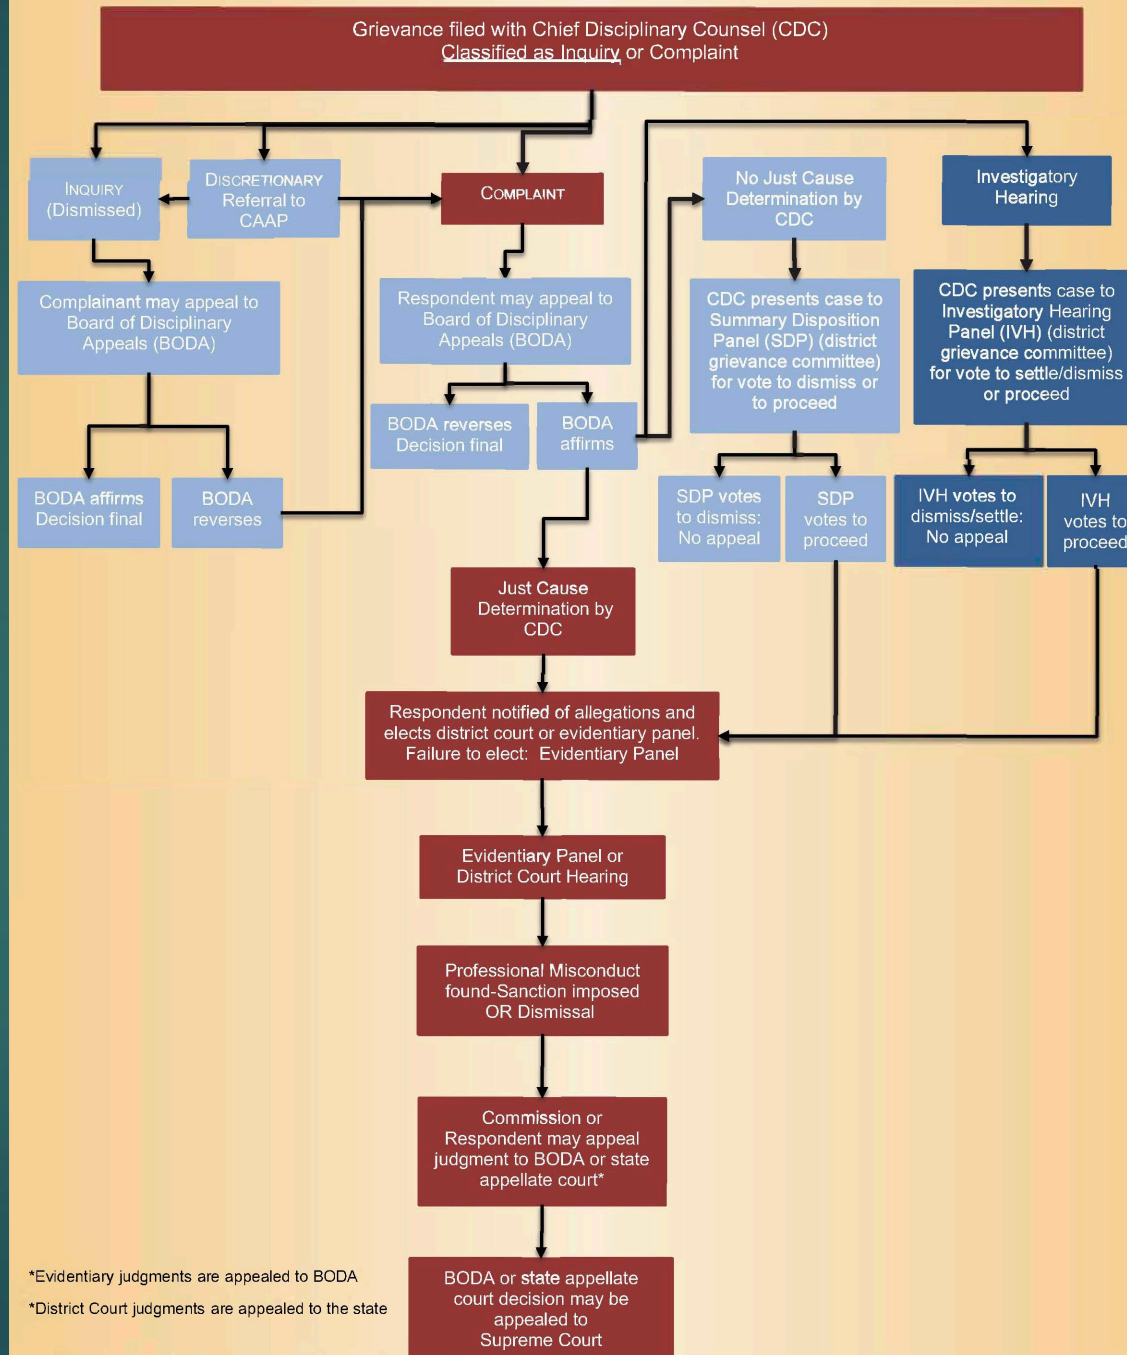 Grievance filed with Chief Disciplinary Counsel (CDC)
Classified as Inquiry or Complaint
INQUIRY
(Dismissed)
DISCRETIONARY
Referral to
CAAP
COMPLAINT
No Just Cause
Determination by
CDC
Investigatory
Hearing
Complainant may appeal to
Board of Disciplinary
Appeals (BODA)
Respondent may appeal to
Board of Disciplinary
Appeals (BODA)
CDC presents case to
Summary Disposition
Panel (SDP) (district
grievance committee)
for vote to dismiss or
to proceed
CDC presents case to
Investigatory Hearing
Panel (IVH) (district
grievance committee)
for vote to settle/dismiss
or proceed
BODA reverses
Decision final
BODA
affirms
BODA affirms
Decision final
BODA
reverses
SDP votes
to dismiss:
No appeal
SDP
votes to
proceed
IVH votes to
dismiss/settle:
No appeal
IVH
votes to
proceed
Just Cause
Determination by
CDC
Respondent notified of allegations and
elects district court or evidentiary panel.
Failure to elect: Evidentiary Panel
Evidentiary Panel or
District Court Hearing
Professional Misconduct
found-Sanction imposed
OR Dismissal
Commission or
Respondent may appeal
judgment to BODA or state
appellate court*
BODA or state appellate
court decision may be
appealed to
Supreme Court
*Evidentiary judgments are appealed to BODA
*District Court judgments are appealed to the state